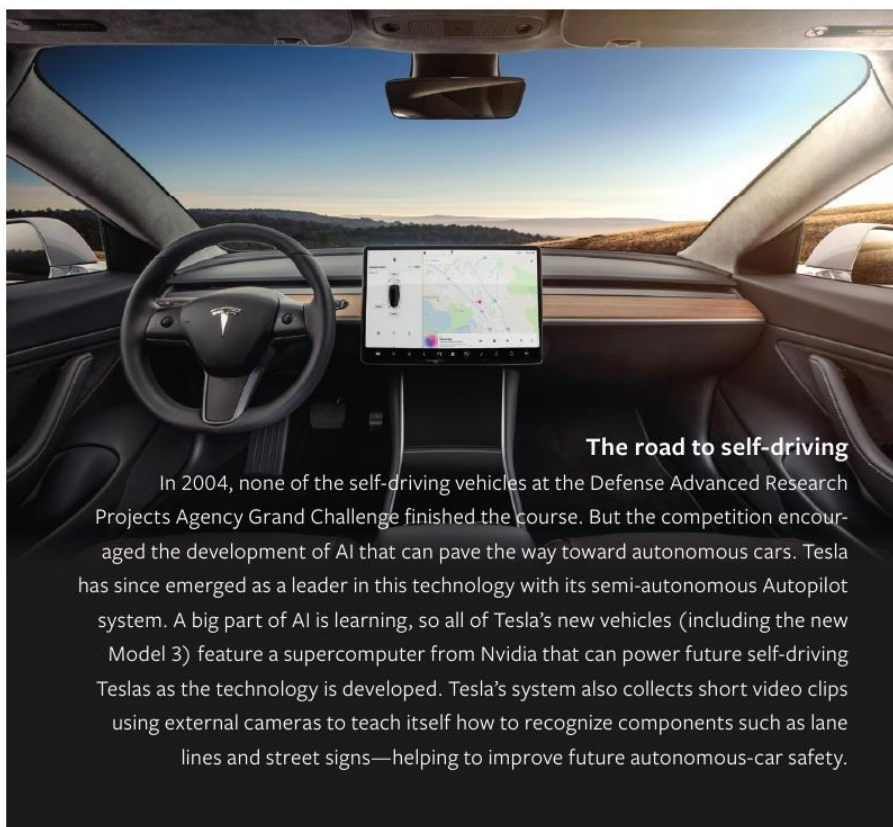 The road to self-driving
In 2004, none of the self-driving vehicles at the Defense Advanced Research
Projects Agency Grand Challenge finished the course. But the competition encour-
aged the development of AI that can pave the way toward autonomous cars. Tesla
has since emerged as a leader in this technology with its semi-autonomous Autopilot
system. A big part of AI is learning, so all of Tesla’s new vehicles (including the new
Model 3) feature a supercomputer from Nvidia that can power future self-driving
Teslas as the technology is developed. Tesla’s system also collects short video clips
using external cameras to teach itself how to recognize components such as lane
lines and street signs—helping to improve future autonomous-car safety.